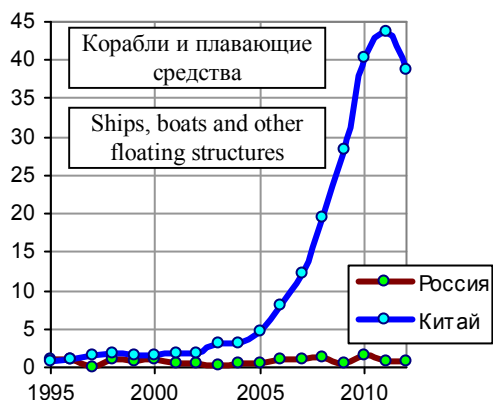 45
40
35
30
25
20
15
10
5
0
Корабли и плавающие
средства
Ships, boats and other
floating structures
Россия
Китай
1995
2000
2005
2010